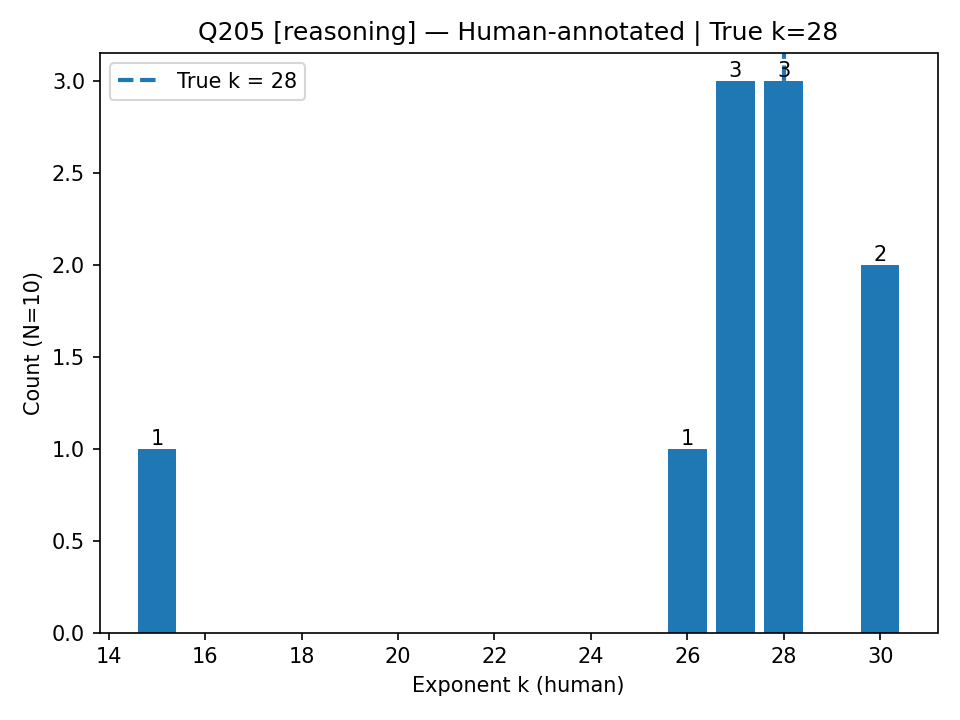 Q205 [reasoning] — Human-annotated | True k=28
True k = 28
3.0
2.5
2.0
1.5
1.0
0.5
0.0
Count (N=10)
1
1
3
3
2
14 16 18 20 22 24 26 28 30
Exponent k (human)